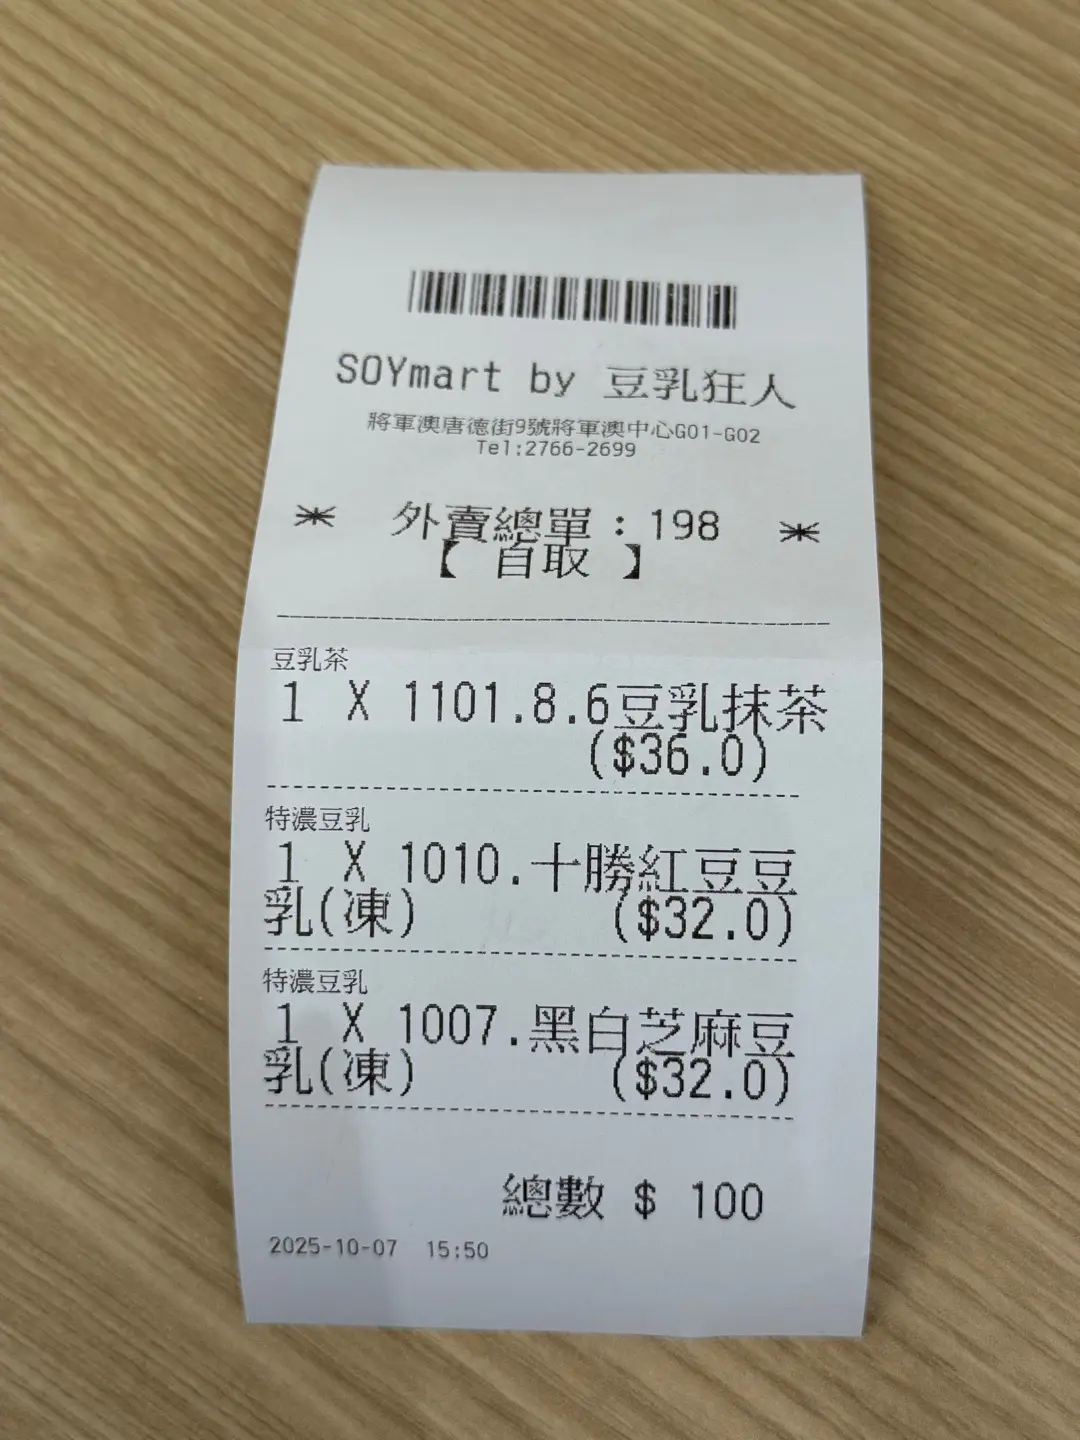 SOYmart by 豆乳狂人
將軍澳唐德街9號將軍澳中心G01-G02
Tel:2766-2699
* 外賣總單：198 *
【 自取 】
豆乳茶
1 X 1101.8.6豆乳抹茶
($36.0)
特濃豆乳
1 X 1010.十勝紅豆豆
乳(凍) ($32.0)
特濃豆乳
1 X 1007.黑白芝麻豆
乳(凍) ($32.0)
總數 $ 100
2025-10-07 15:50